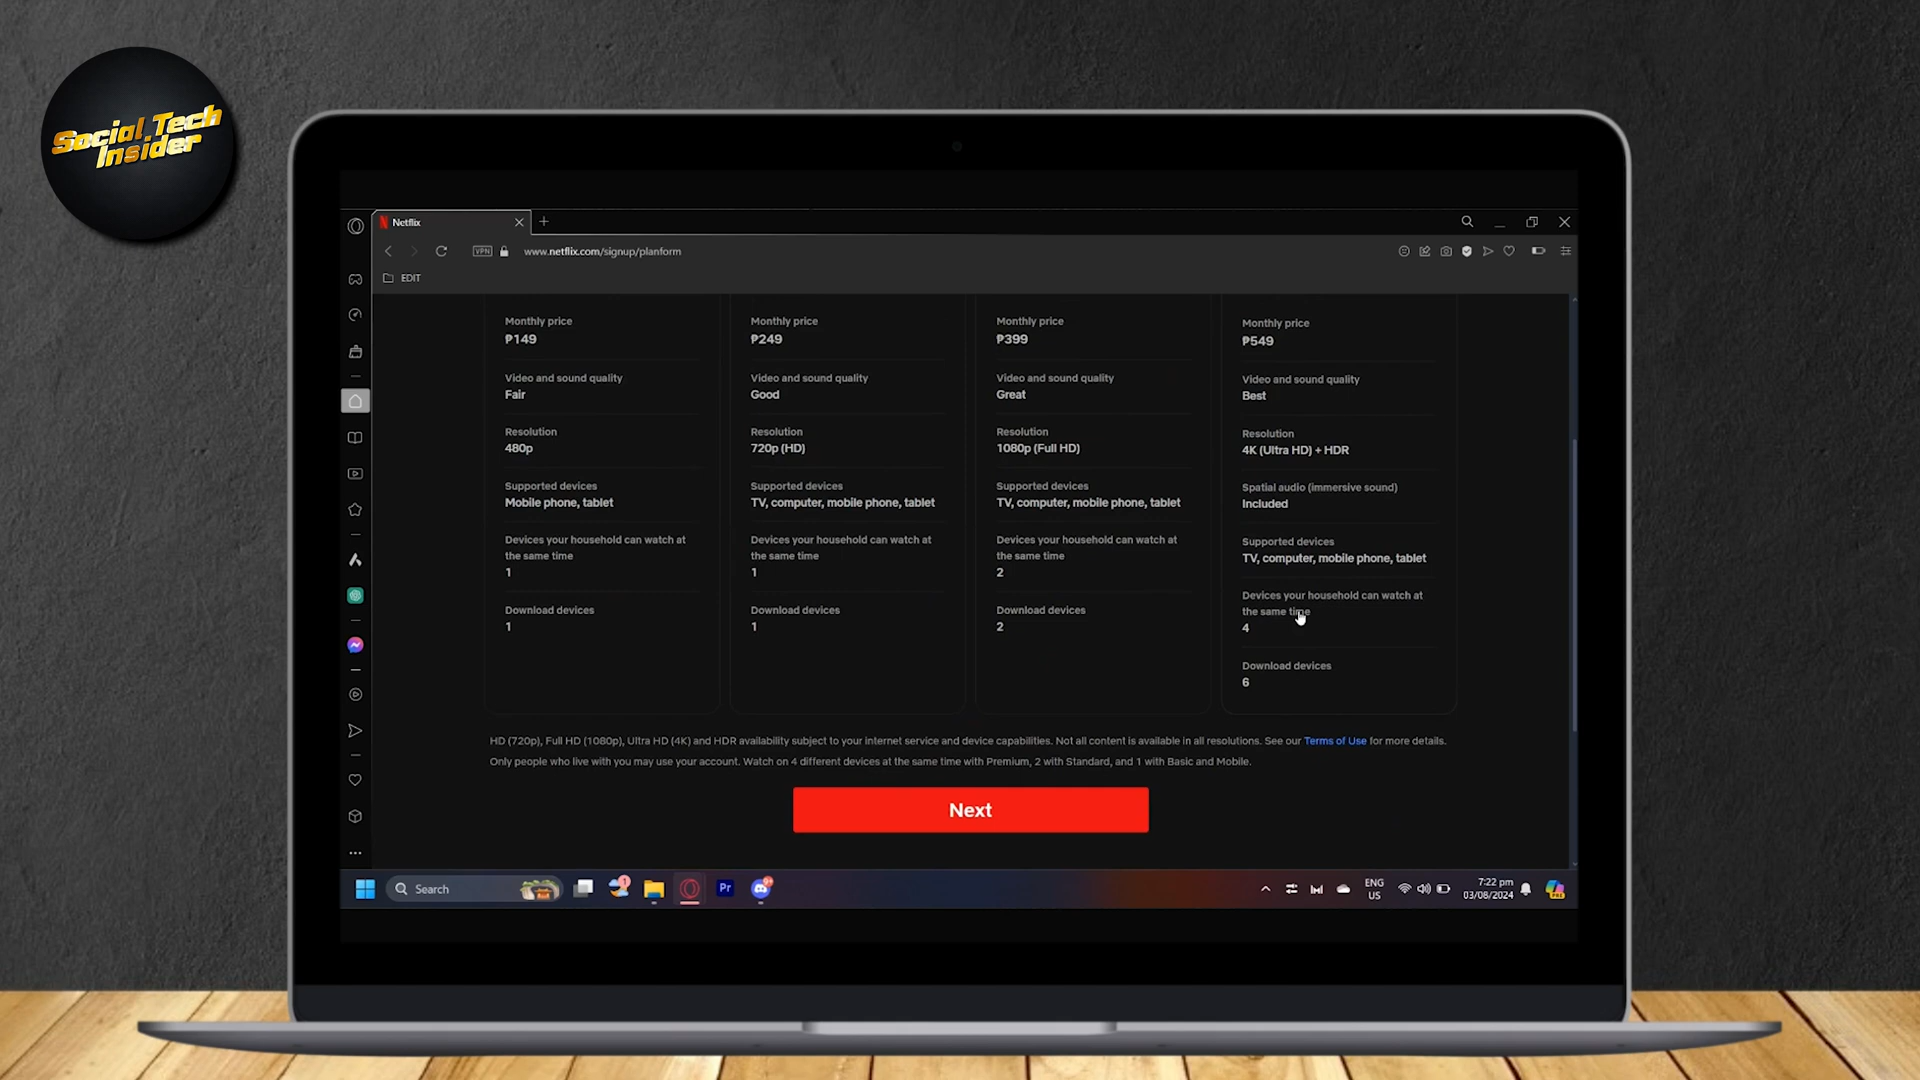 Social Tech
Insider
Netflix
VPN
www.netflix.com/signup/planform
EDIT
Monthly price
₱149
Video and sound quality
Fair
Resolution
480p
Supported devices
Mobile phone, tablet
Devices your household can watch at
the same time
1
Download devices
1
Monthly price
₱249
Video and sound quality
Good
Resolution
720p (HD)
Supported devices
TV, computer, mobile phone, tablet
Devices your household can watch at
the same time
1
Download devices
1
Monthly price
₱399
Video and sound quality
Great
Resolution
1080p (Full HD)
Supported devices
TV, computer, mobile phone, tablet
Devices your household can watch at
the same time
2
Download devices
2
Monthly price
₱549
Video and sound quality
Best
Resolution
4K (Ultra HD) + HDR
Spatial audio (immersive sound)
Included
Supported devices
TV, computer, mobile phone, tablet
Devices your household can watch at
the same time
4
Download devices
6
HD (720p), Full HD (1080p), Ultra HD (4K) and HDR availability subject to your internet service and device capabilities. Not all content is available in all resolutions. See our Terms of Use for more details.
Only people who live with you may use your account. Watch on 4 different devices at the same time with Premium, 2 with Standard, and 1 with Basic and Mobile.
Next
Search
1
Pr
ENG
US
7:22 pm
03/08/2024